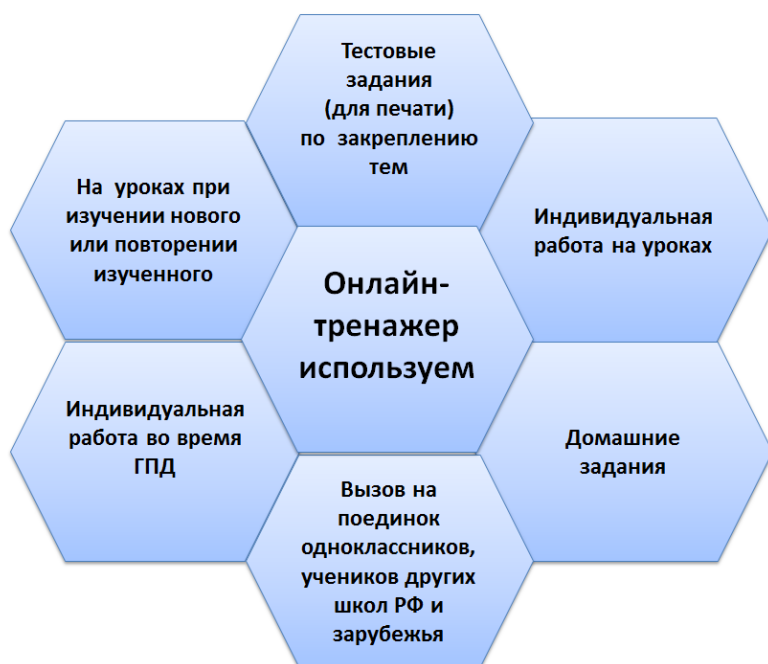 Тестовые
задания
(для печати)
по закреплению
тем
На уроках при
изучении нового
или повторении
изученного
Индивидуальная
работа на уроках
Онлайн-
тренажер
используем
Индивидуальная
работа во время
ГПД
Домашние
задания
Вызов на
поединок
одноклассников,
учеников других
школ РФ и
зарубежья